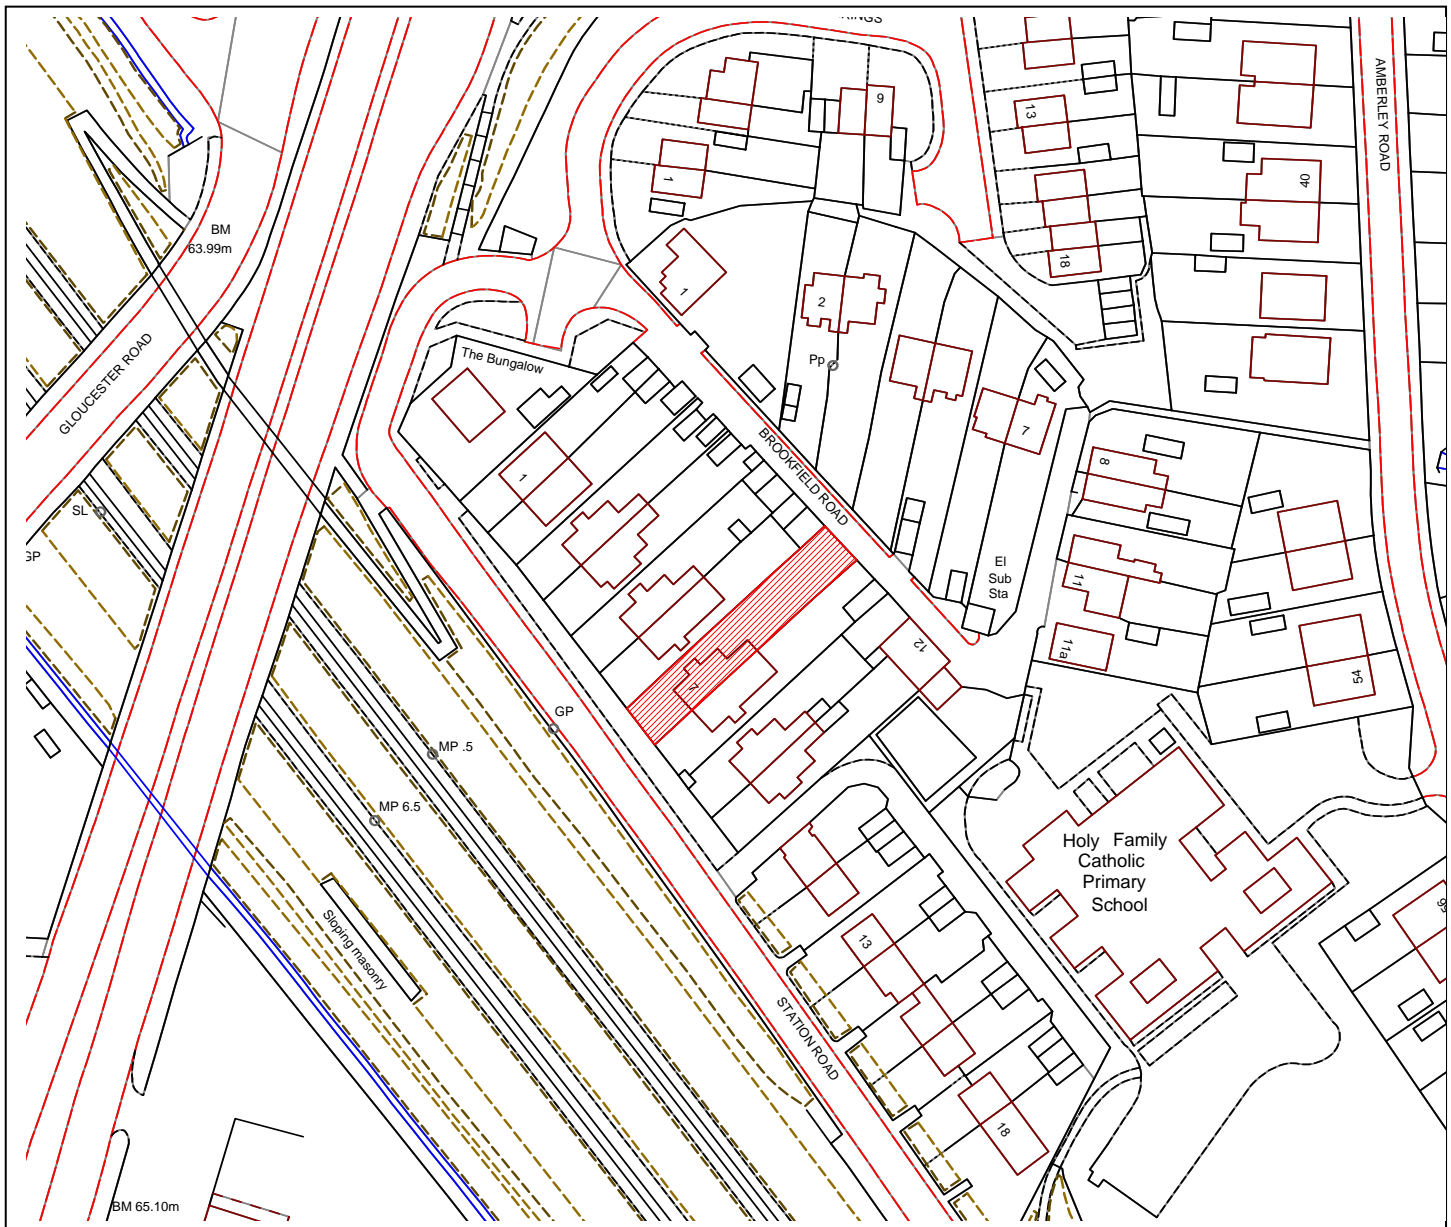 RINGS
AMBERLEY ROAD
9
13
1
40
BM
63.99m
18
1
2
GLOUCESTER ROAD
The Bungalow
Pp
7
BROOKFIELD ROAD
8
1
SL
GP
El
Sub
Sta
11
12
11a
54
7
GP
MP .5
MP 6.5
Holy Family
Catholic
Primary
School
Sloping masonry
13
STATION ROAD
18
BM 65.10m